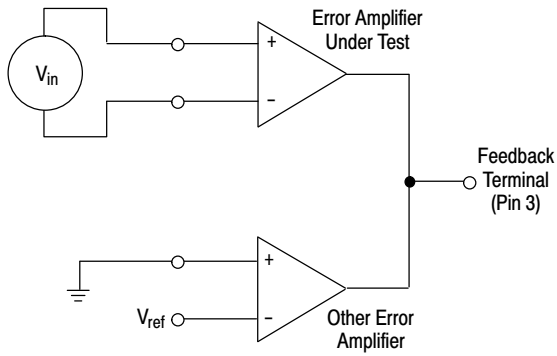 Error Amplifier
Under Test
+
Vin
-
Feedback
Terminal
(Pin 3)
+
Vref
-
Other Error
Amplifier